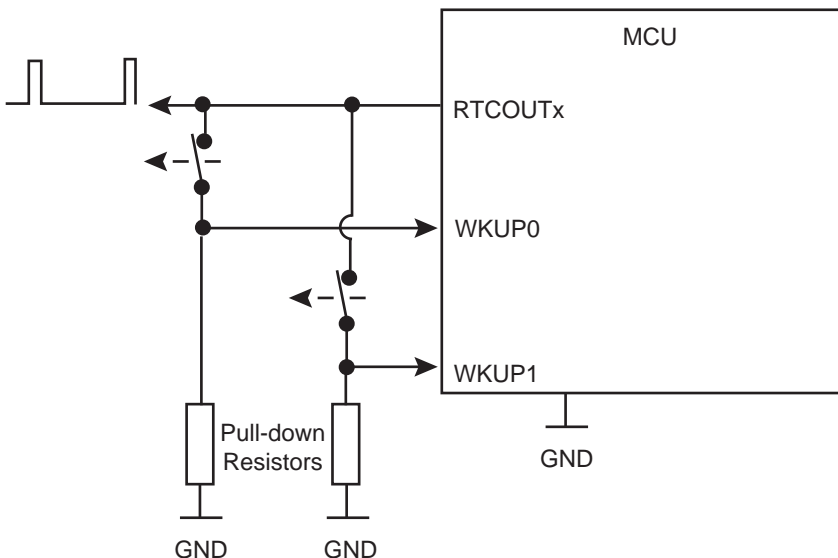 MCU
RTCOUTx
WKUP0
WKUP1
Pull-down
Resistors
GND
GND
GND